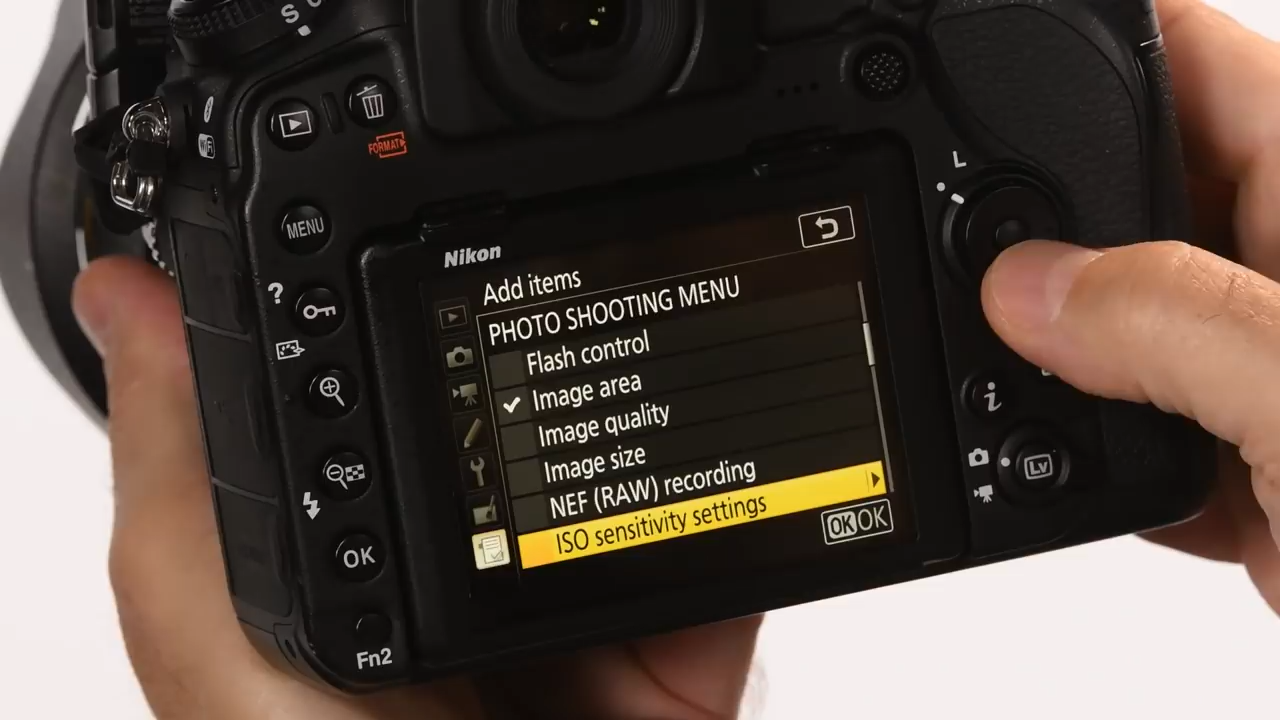 S
FORMAT
WiFi
L
MENU
Nikon
Add items
PHOTO SHOOTING MENU
?
Flash control
Image area
Image quality
i
Image size
NEF (RAW) recording
Lv
ISO sensitivity settings
OK OK
OK
Fn2